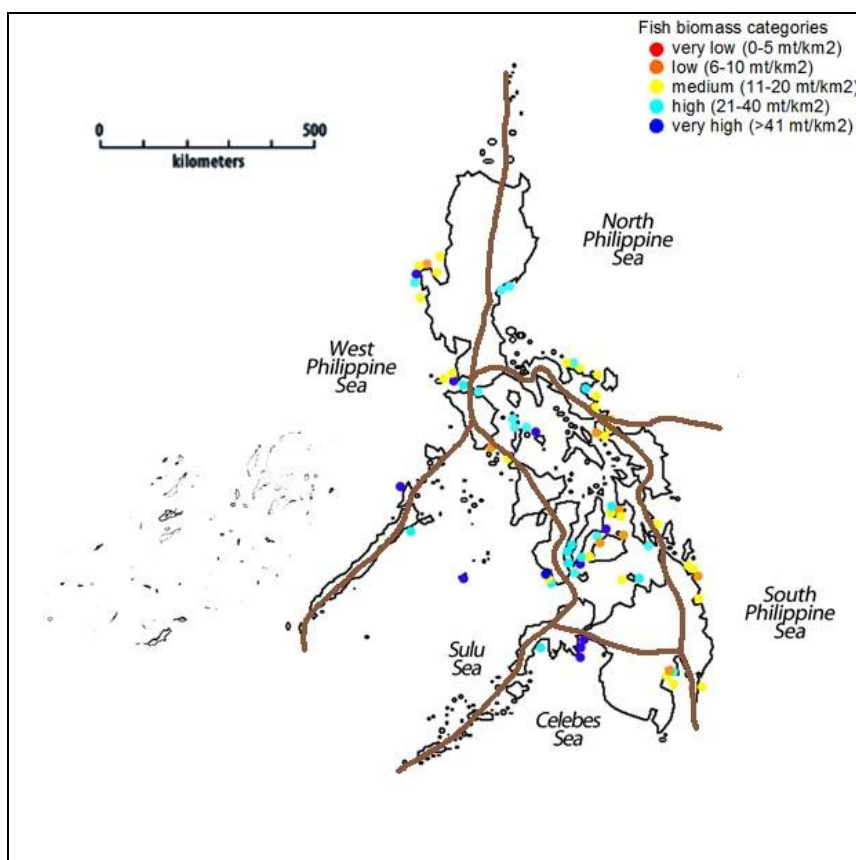 Fish biomass categories
very low (0-5 mt/km2)
low (6-10 mt/km2)
medium (11-20 mt/km2)
high (21-40 mt/km2)
very high (>41 mt/km2)
0 500
kilometers
North
Philippine
Sea
West
Philippine
Sea
South
Philippine
Sea
Sulu
Sea
Celebes
Sea